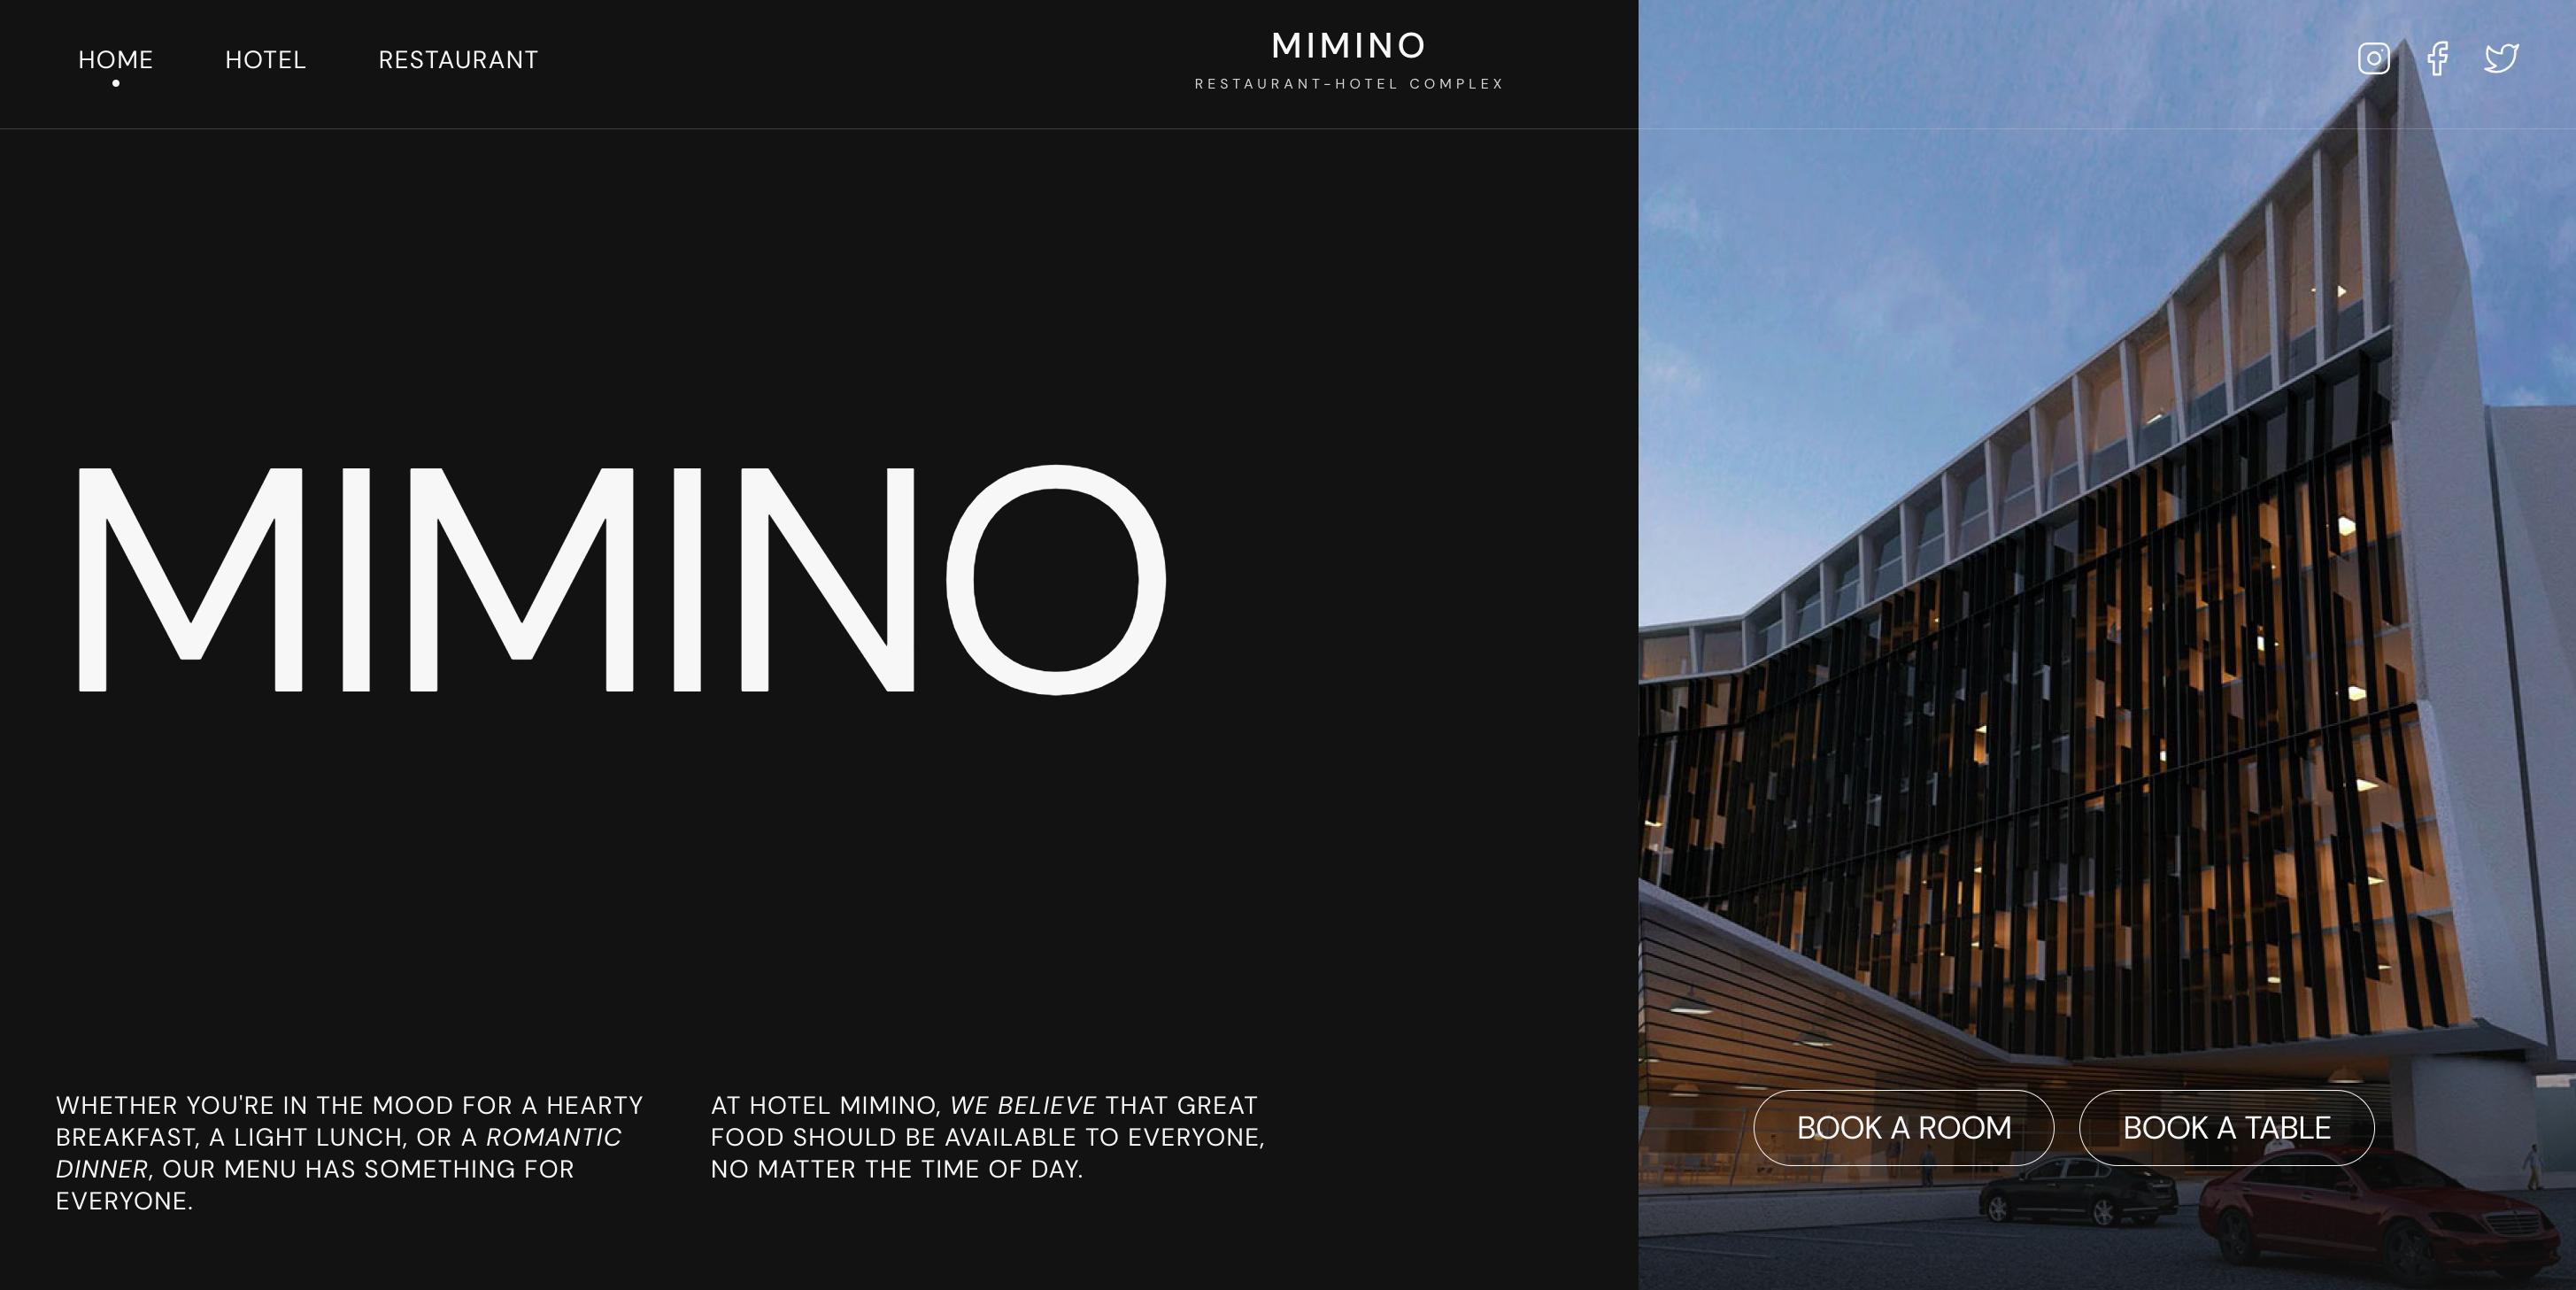 HOME HOTEL RESTAURANT
MIMINO
RESTAURANT-HOTEL COMPLEX
MIMINO
WHETHER YOU'RE IN THE MOOD FOR A HEARTY
BREAKFAST, A LIGHT LUNCH, OR A ROMANTIC
DINNER, OUR MENU HAS SOMETHING FOR
EVERYONE.
AT HOTEL MIMINO, WE BELIEVE THAT GREAT
FOOD SHOULD BE AVAILABLE TO EVERYONE,
NO MATTER THE TIME OF DAY.
BOOK A ROOM
BOOK A TABLE